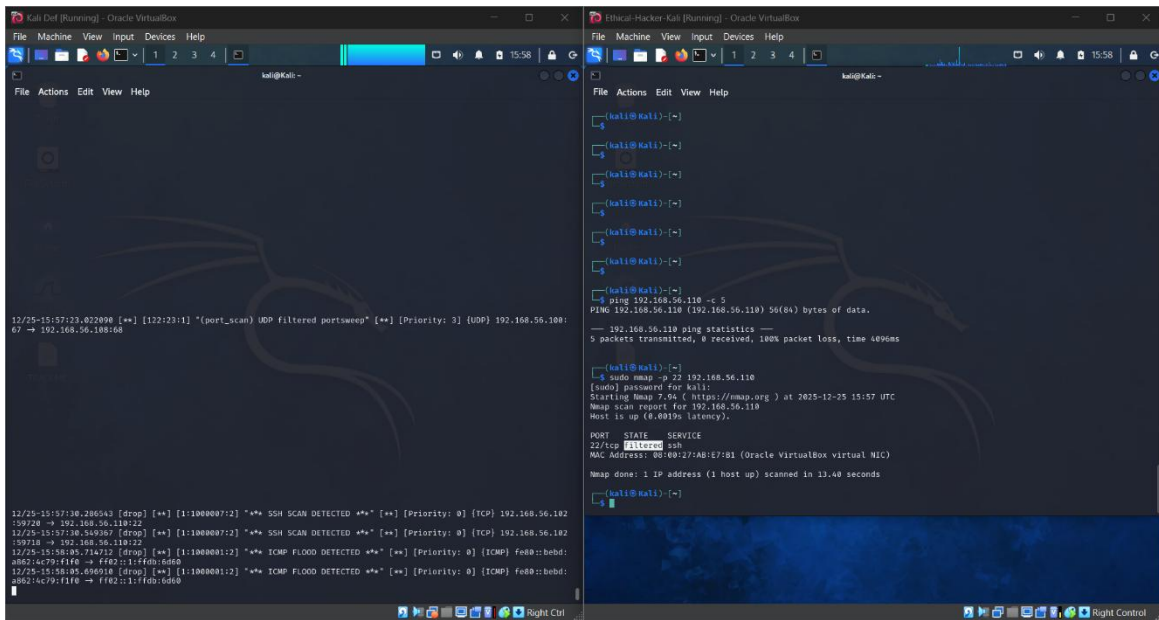 Kali Def [Running] - Oracle VirtualBox
File Machine View Input Devices Help
1 2 3 4
15:58
kali@Kali: ~
File Actions Edit View Help
12/25-15:57:23.022090 [**] [122:23:1] "(port_scan) UDP filtered portsweep" [**] [Priority: 3] {UDP} 192.168.56.100:
67 → 192.168.56.108:68
12/25-15:57:30.286543 [drop] [**] [1:1000007:2] "*** SSH SCAN DETECTED ***" [**] [Priority: 0] {TCP} 192.168.56.102
:59720 → 192.168.56.110:22
12/25-15:57:30.549367 [drop] [**] [1:1000007:2] "*** SSH SCAN DETECTED ***" [**] [Priority: 0] {TCP} 192.168.56.102
:59718 → 192.168.56.110:22
12/25-15:58:05.714712 [drop] [**] [1:1000001:2] "*** ICMP FLOOD DETECTED ***" [**] [Priority: 0] {ICMP} fe80::bebd:
a862:4c79:f1f0 → ff02::1:ffdb:6d60
12/25-15:58:05.696910 [drop] [**] [1:1000001:2] "*** ICMP FLOOD DETECTED ***" [**] [Priority: 0] {ICMP} fe80::bebd:
a862:4c79:f1f0 → ff02::1:ffdb:6d60
Right Ctrl
Ethical-Hacker-Kali [Running] - Oracle VirtualBox
File Machine View Input Devices Help
1 2 3 4
15:58
kali@Kali: ~
File Actions Edit View Help
(kali㉿Kali)-[~]
$
(kali㉿Kali)-[~]
$
(kali㉿Kali)-[~]
$
(kali㉿Kali)-[~]
$
(kali㉿Kali)-[~]
$
(kali㉿Kali)-[~]
$
(kali㉿Kali)-[~]
$ ping 192.168.56.110 -c 5
PING 192.168.56.110 (192.168.56.110) 56(84) bytes of data.
--- 192.168.56.110 ping statistics ---
5 packets transmitted, 0 received, 100% packet loss, time 4096ms
(kali㉿Kali)-[~]
$ sudo nmap -p 22 192.168.56.110
[sudo] password for kali:
Starting Nmap 7.94 ( https://nmap.org ) at 2025-12-25 15:57 UTC
Nmap scan report for 192.168.56.110
Host is up (0.0019s latency).
PORT STATE SERVICE
22/tcp filtered ssh
MAC Address: 08:00:27:AB:E7:B1 (Oracle VirtualBox virtual NIC)
Nmap done: 1 IP address (1 host up) scanned in 13.40 seconds
(kali㉿Kali)-[~]
$
Right Control